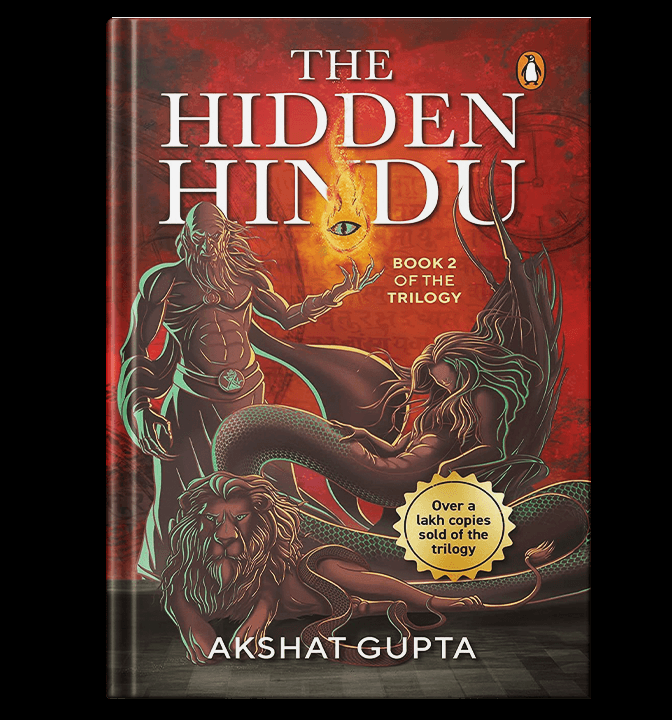 THE
HIDDEN
HINDU
BOOK 2
OF THE
TRILOGY
Over a
lakh copies
sold of the
trilogy
AKSHAT GUPTA